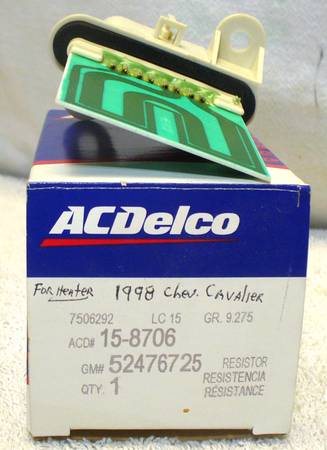 ACDelco
For Heater 1998 Chev. Cavalier
7506292 LC 15 GR. 9.275
ACD# 15-8706
GM# 52476725 RESISTOR
RESISTENCIA
QTY. 1 RÉSISTANCE